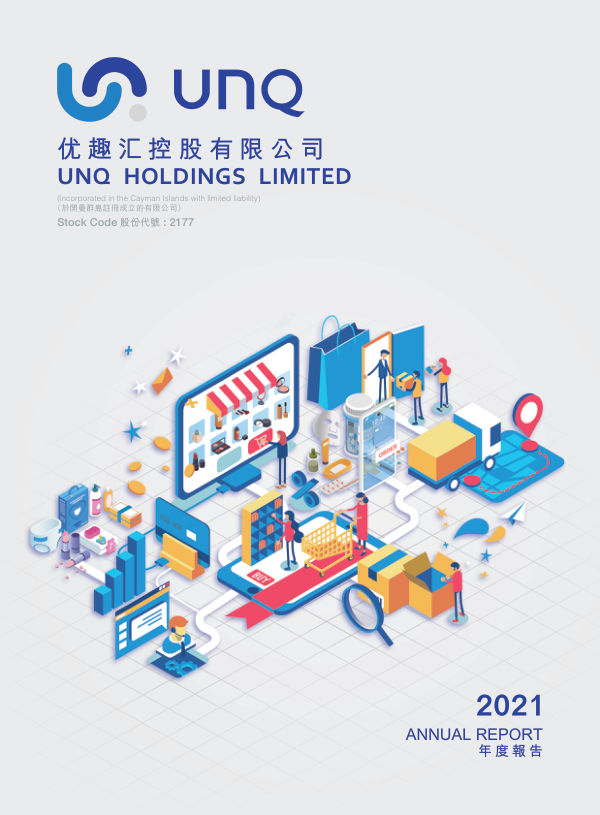 UNQ
优趣汇控股有限公司
UNQ HOLDINGS LIMITED
(Incorporated in the Cayman Islands with limited liability)
(於開曼群島註冊成立的有限公司)
Stock Code 股份代號 : 2177
ORDER
BUY
2021
ANNUAL REPORT
年度報告